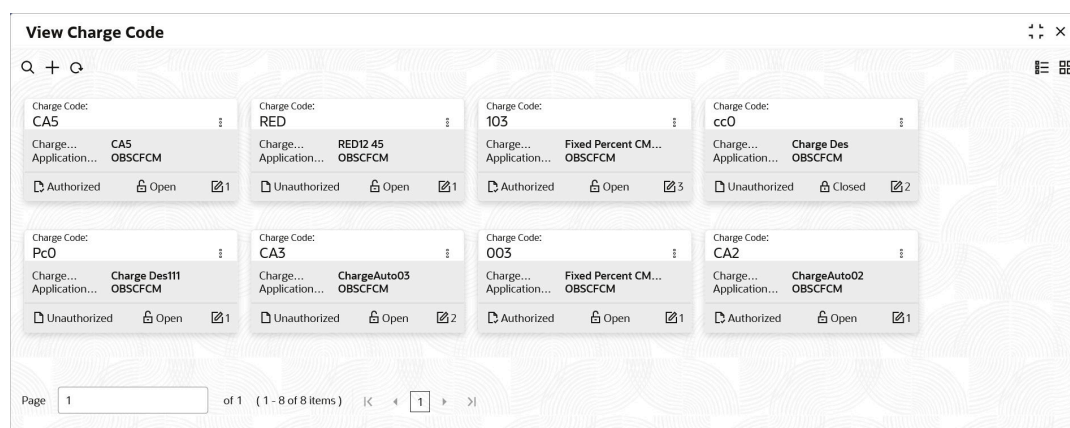 View Charge Code
Charge Code:
CA5
Charge... CA5
Application... OBSCFCM
Authorized Open 1
Charge Code:
RED
Charge... RED12 45
Application... OBSCFCM
Unauthorized Open 1
Charge Code:
103
Charge... Fixed Percent CM...
Application... OBSCFCM
Authorized Open 3
Charge Code:
cc0
Charge... Charge Des
Application... OBSCFCM
Unauthorized Closed 2
Charge Code:
Pc0
Charge... Charge Des111
Application... OBSCFCM
Unauthorized Open 1
Charge Code:
CA3
Charge... ChargeAuto03
Application... OBSCFCM
Unauthorized Open 2
Charge Code:
003
Charge... Fixed Percent CM...
Application... OBSCFCM
Authorized Open 1
Charge Code:
CA2
Charge... ChargeAuto02
Application... OBSCFCM
Authorized Open 1
Page 1 of 1 (1 - 8 of 8 items) 1